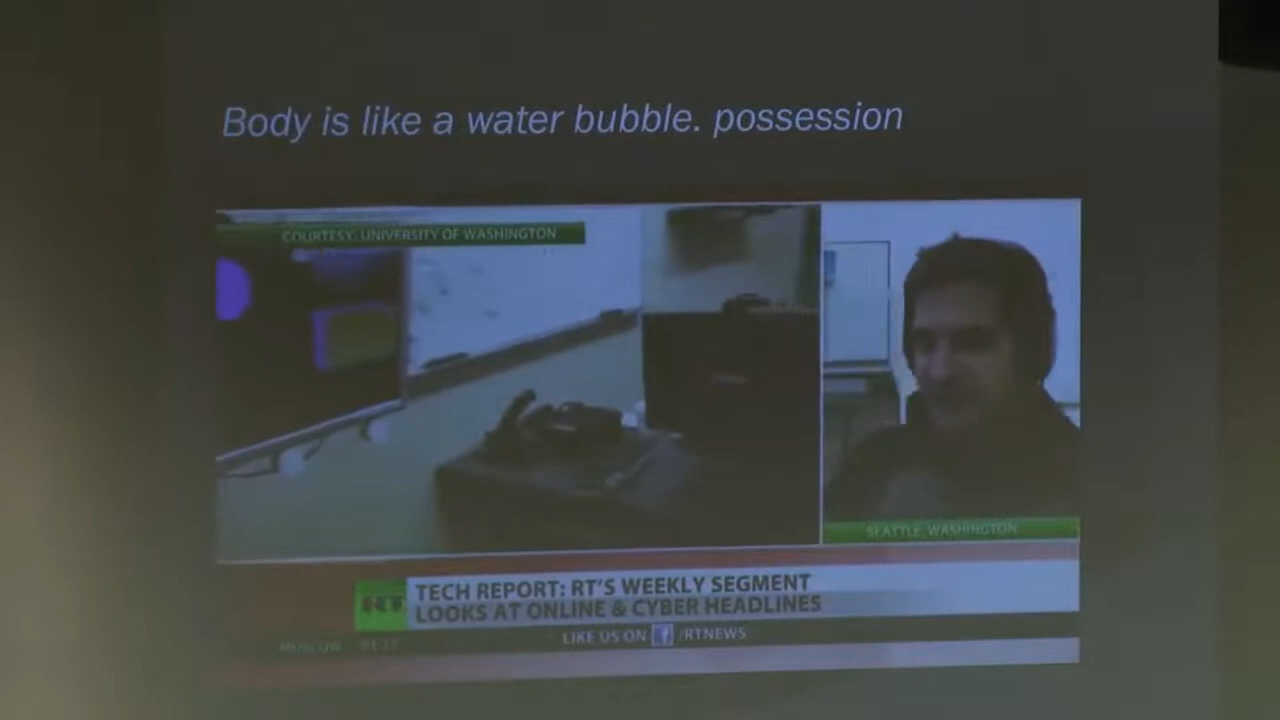 Body is like a water bubble. possession
COURTESY: UNIVERSITY OF WASHINGTON
SEATTLE, WASHINGTON
RT
TECH REPORT: RT'S WEEKLY SEGMENT
LOOKS AT ONLINE & CYBER HEADLINES
LIKE US ON f /RTNEWS
MOSCOW